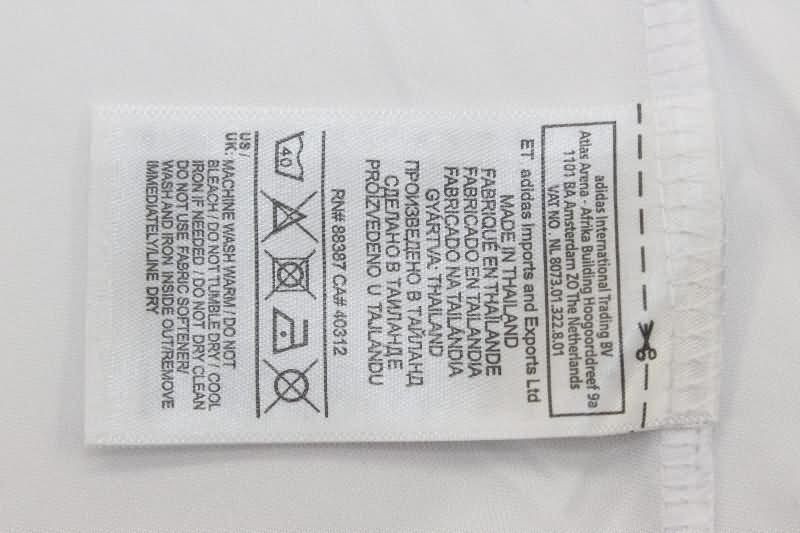 adidas International Trading BV
Atlas Arena - Afrika Building Hoogoorddreef 9a
1101 BA Amsterdam ZO The Netherlands
VAT NO . NL 8073.01.322.8.01
ET adidas Imports and Exports Ltd
MADE IN THAILAND
FABRIQUÉ EN THAÏLANDE
FABRICADO EN TAILANDIA
FABRICADO NA TAILÂNDIA
GYÁRTVA: THAILAND
ПРОИЗВЕДЕНО В ТАЙЛАНД
СДЕЛАНО В ТАИЛАНДЕ
PROIZVEDENO U TAJLANDU
RN# 88387 CA# 40312
40
US /
UK: MACHINE WASH WARM / DO NOT
BLEACH / DO NOT TUMBLE DRY / COOL
IRON IF NEEDED / DO NOT DRY CLEAN
DO NOT USE FABRIC SOFTENER/
WASH AND IRON INSIDE OUT/REMOVE
IMMEDIATELY/LINE DRY